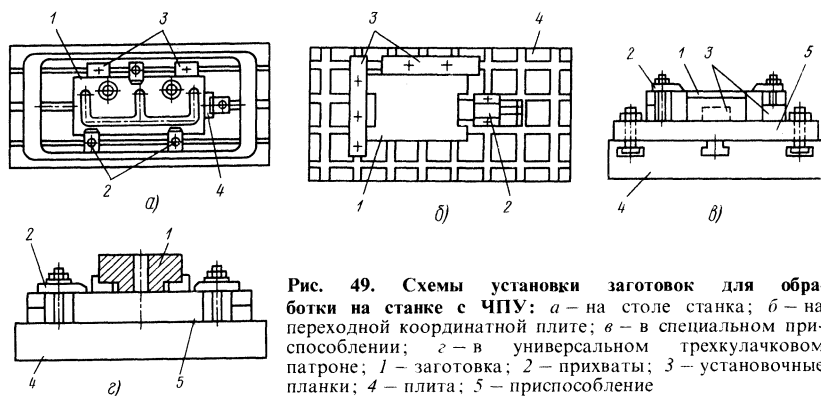 1
3
2
4
а)
3
4
1
2
б)
2
1
3
5
4
в)
2
1
4
5
г)
Рис. 49. Схемы установки заготовок для обра-
ботки на станке с ЧПУ: а – на столе станка; б – на
переходной координатной плите; в – в специальном при-
способлении; г – в универсальном трехкулачковом
патроне; 1 – заготовка; 2 – прихваты; 3 – установочные
планки; 4 – плита; 5 – приспособление